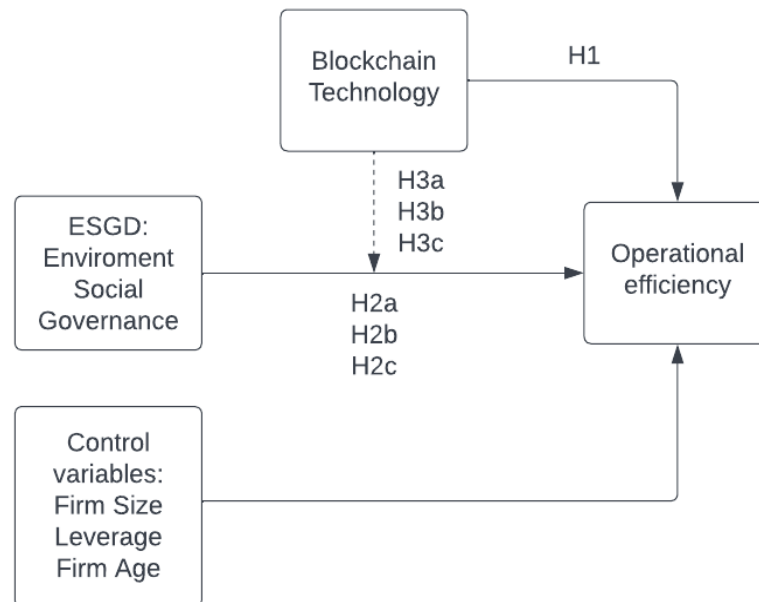 Blockchain
Technology
H1
H3a
H3b
H3c
ESGD:
Enviroment
Social
Governance
Operational
efficiency
H2a
H2b
H2c
Control
variables:
Firm Size
Leverage
Firm Age